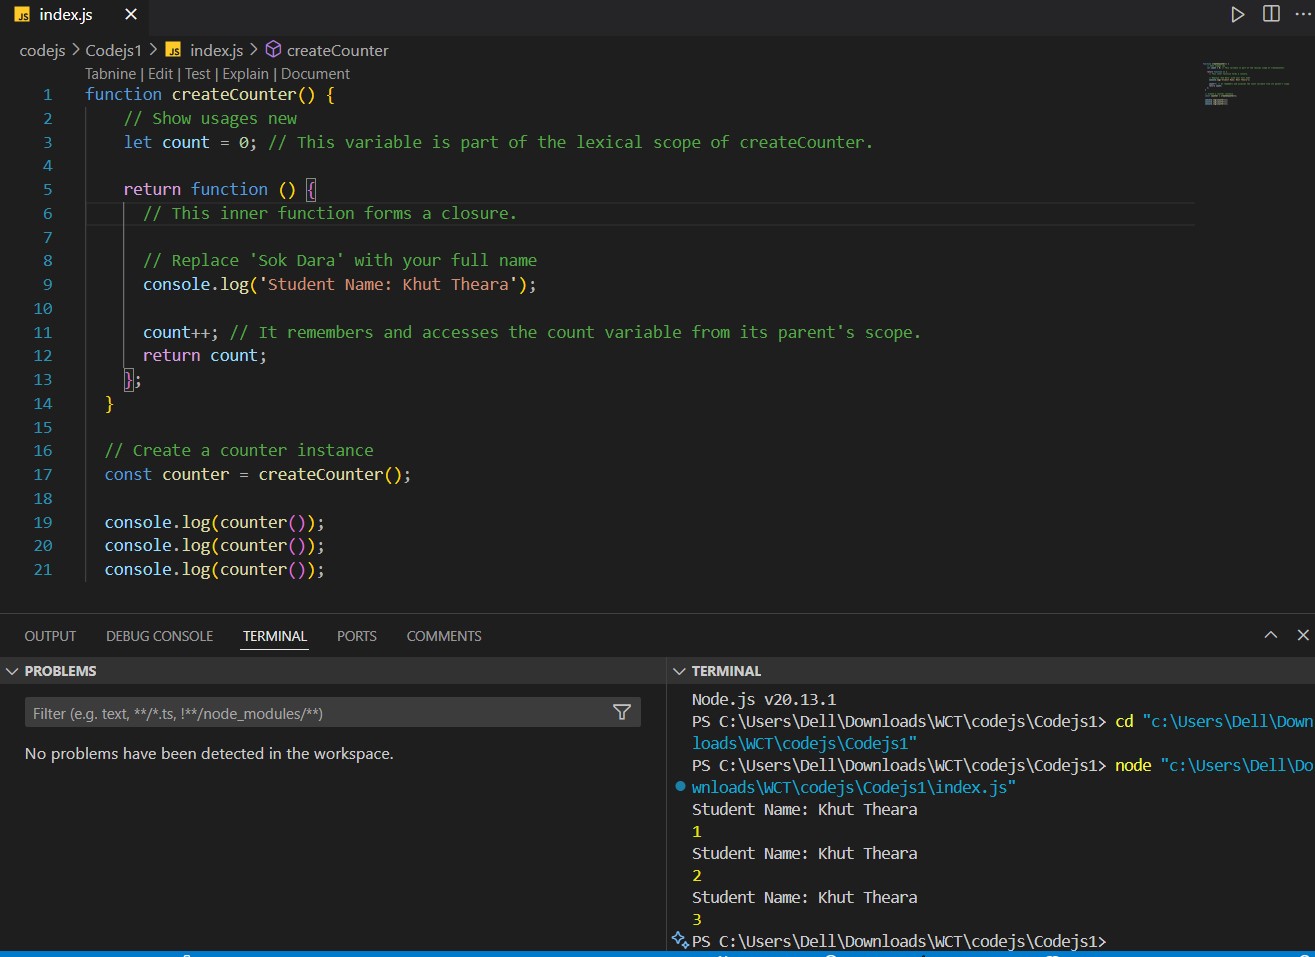 JS index.js
codejs > Codejs1 > JS index.js > createCounter
Tabnine | Edit | Test | Explain | Document
1 function createCounter() {
2 // Show usages new
3 let count = 0; // This variable is part of the lexical scope of createCounter.
4
5 return function () {
6 // This inner function forms a closure.
7
8 // Replace 'Sok Dara' with your full name
9 console.log('Student Name: Khut Theara');
10
11 count++; // It remembers and accesses the count variable from its parent's scope.
12 return count;
13 };
14 }
15
16 // Create a counter instance
17 const counter = createCounter();
18
19 console.log(counter());
20 console.log(counter());
21 console.log(counter());
OUTPUT DEBUG CONSOLE TERMINAL PORTS COMMENTS
PROBLEMS
Filter (e.g. text, **/*.ts, !**/node_modules/**)
No problems have been detected in the workspace.
TERMINAL
Node.js v20.13.1
PS C:\Users\Dell\Downloads\WCT\codejs\Codejs1> cd "c:\Users\Dell\Down
loads\WCT\codejs\Codejs1"
PS C:\Users\Dell\Downloads\WCT\codejs\Codejs1> node "c:\Users\Dell\Do
wnloads\WCT\codejs\Codejs1\index.js"
Student Name: Khut Theara
1
Student Name: Khut Theara
2
Student Name: Khut Theara
3
PS C:\Users\Dell\Downloads\WCT\codejs\Codejs1>